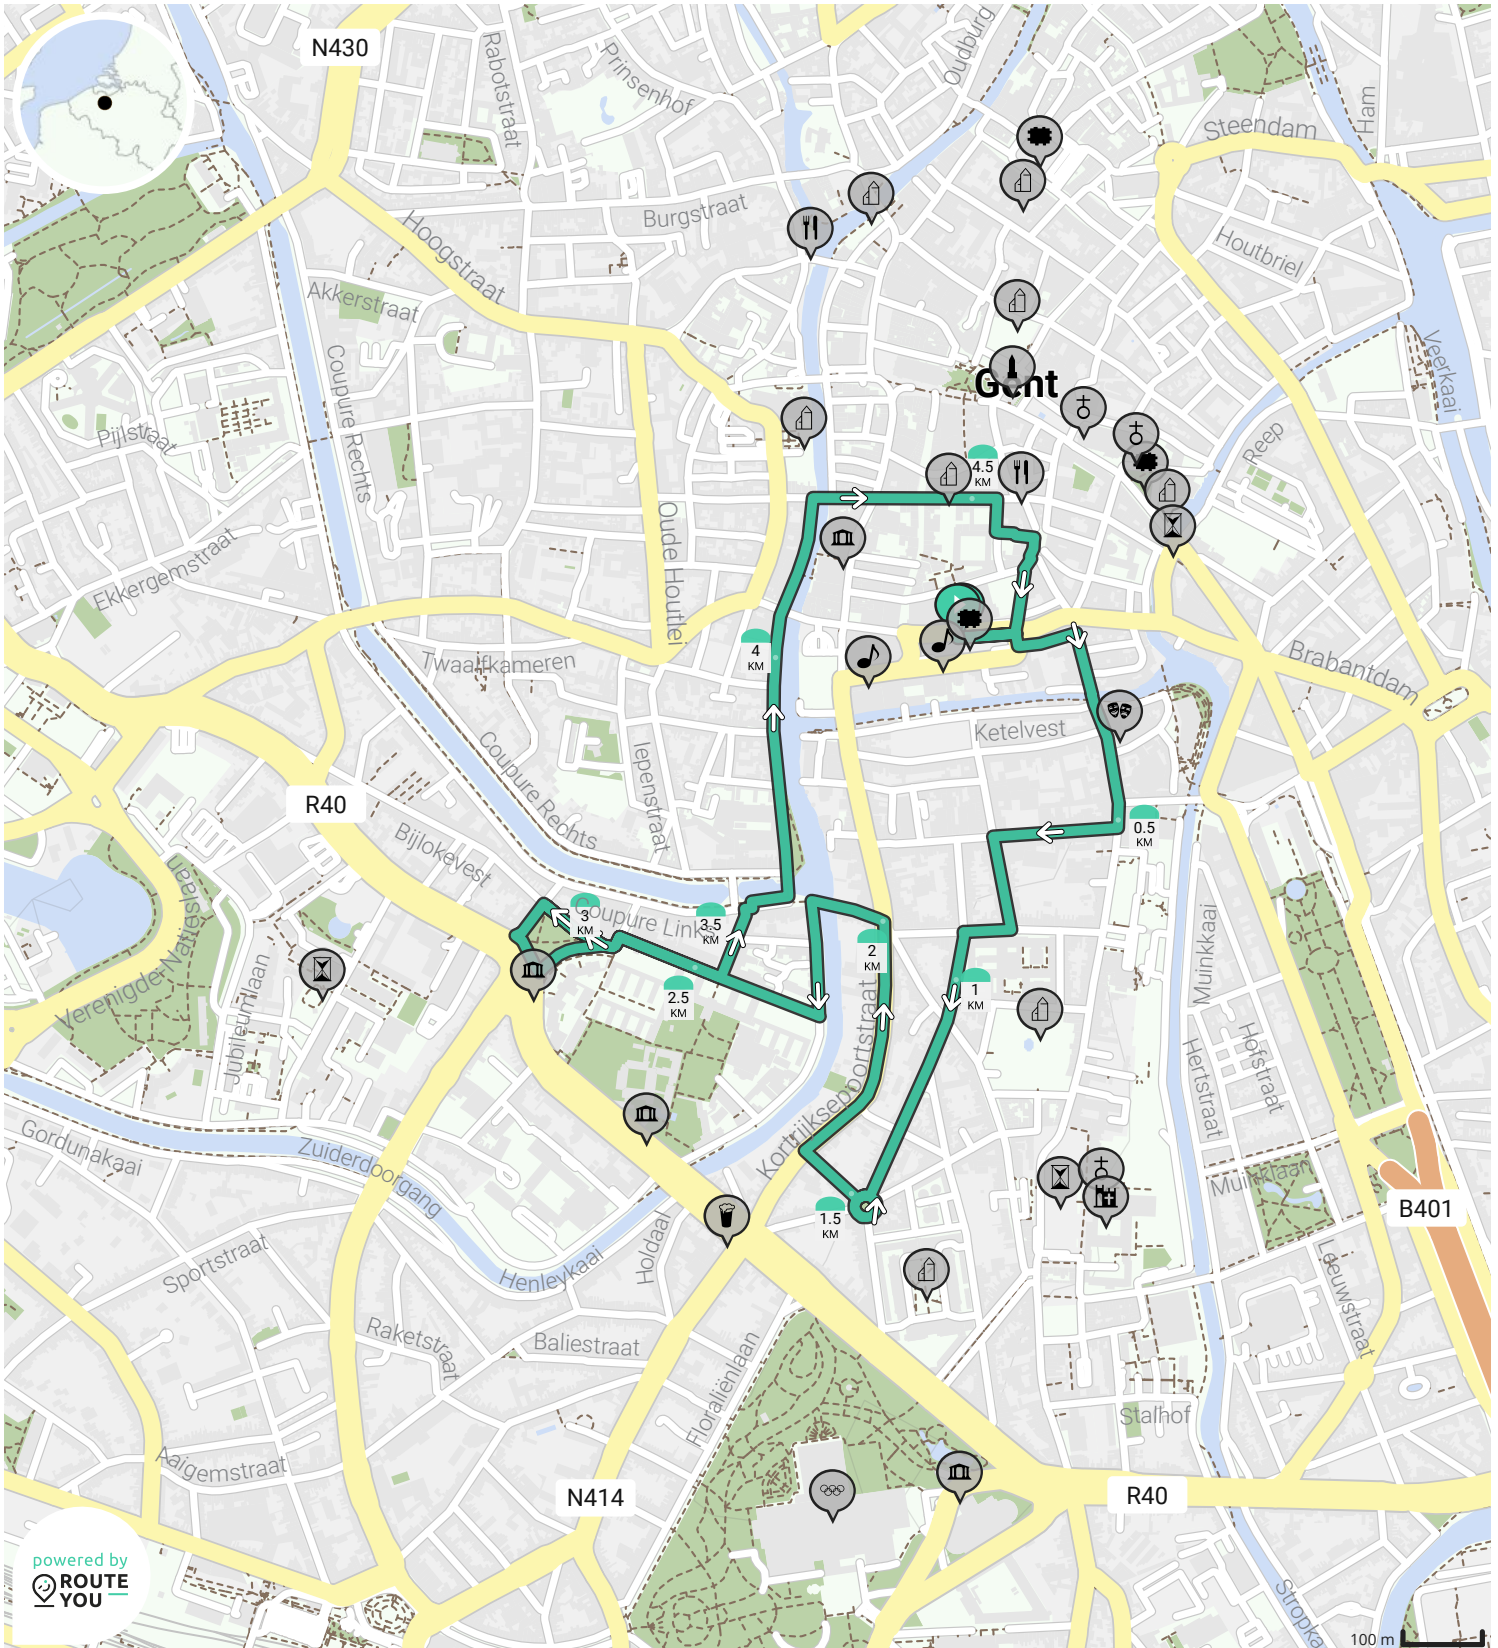 N430
Rabotstraat
Prinsenhof
Oudburg
Ham
Steendam
Burgstraat
Hoogstraat
Houtbriel
Akkerstraat
Veerkaai
Coupure Rechts
Gent
Pijlstraat
Reep
4.5
KM
Oude Houtlei
Ekkergemstraat
4
KM
Twaalfkameren
Brabantdam
Ketelvest
Coupure Rechts
Iepenstraat
R40
0.5
KM
Bijlokevest
Verenigde-Natieslaan
3
KM
Coupure Links
3.5
KM
2
KM
Muinkkaai
Jubileumlaan
2.5
KM
1
KM
Kortrijksepoortstraat
Hertstraat
Hofstraat
Gordunakaai
Zuiderdoorgang
Muinklaan
B401
1.5
KM
Sportstraat
Holdaal
Henleykaai
Leeuwstraat
Raketstraat
Baliestraat
Floraliënlaan
Stalhof
Aaigemstraat
N414
R40
powered by
ROUTE
YOU
Stropka
100 m